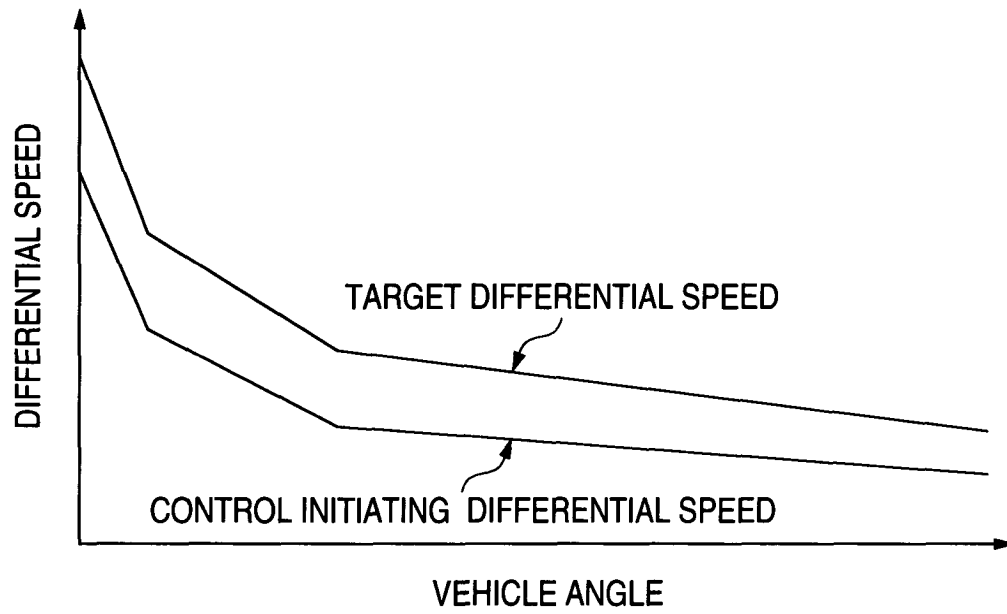 DIFFERENTIAL SPEED
TARGET DIFFERENTIAL SPEED
CONTROL INITIATING DIFFERENTIAL SPEED
VEHICLE ANGLE